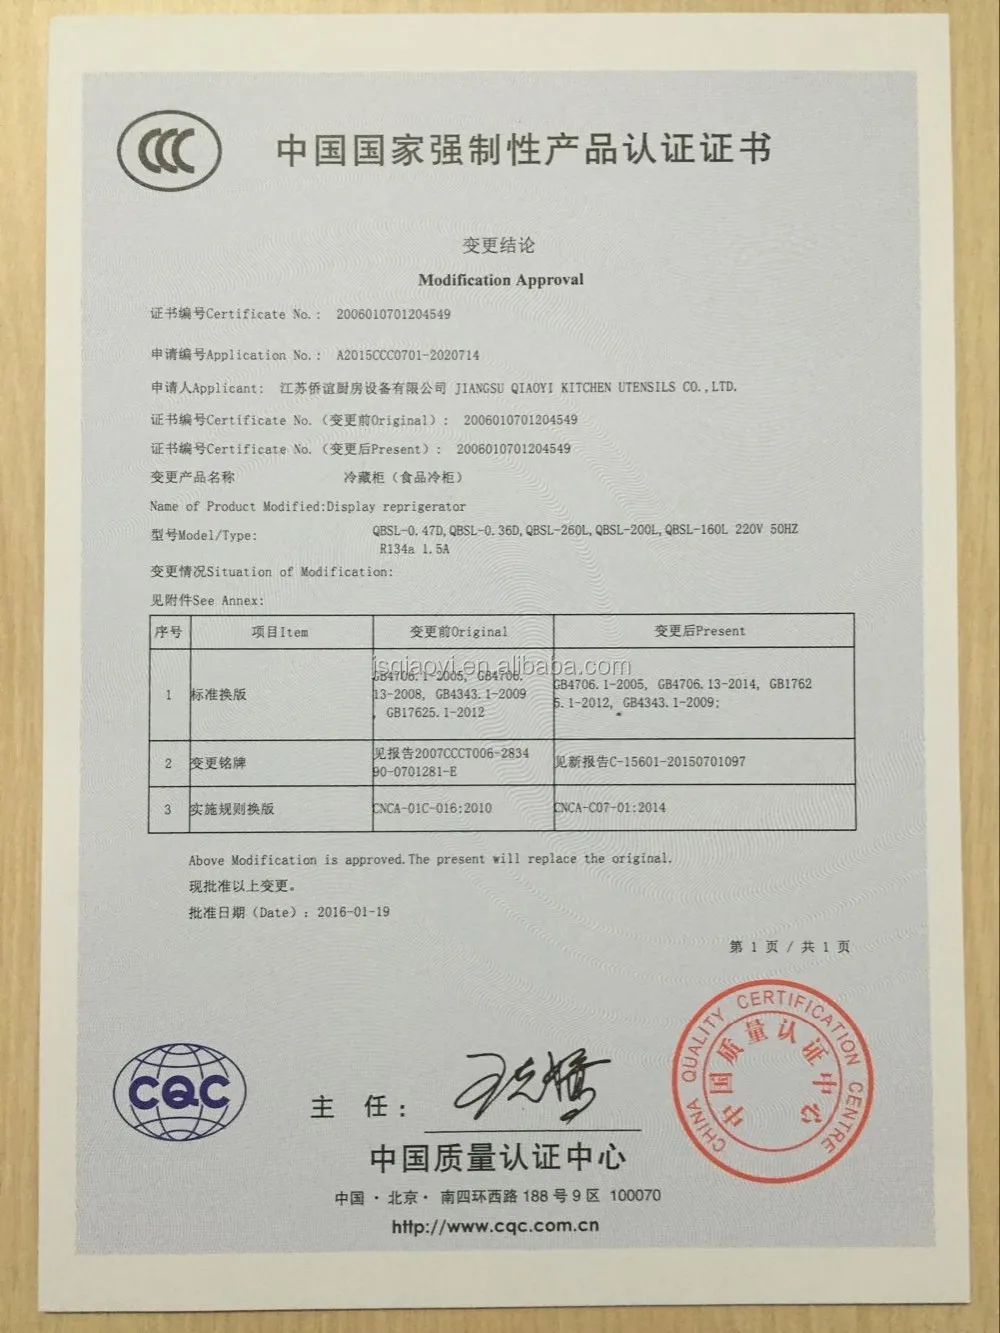 中国国家强制性产品认证证书
变更结论
Modification Approval
证书编号Certificate No.: 2006010701204549
申请编号Application No.: A2015CCC0701-2020714
申请人Applicant: 江苏侨谊厨房设备有限公司 JIANGSU QIAOYI KITCHEN UTENSILS CO.,LTD.
证书编号Certificate No.(变更前Original): 2006010701204549
证书编号Certificate No.(变更后Present): 2006010701204549
变更产品名称 冷藏柜(食品冷柜)
Name of Product Modified:Display reprigerator
型号Model/Type: QBSL-0.47D,QBSL-0.36D,QBSL-260L,QBSL-200L,QBSL-160L 220V 50HZ
R134a 1.5A
变更情况Situation of Modification:
见附件See Annex:
序号 项目Item 变更前Original 变更后Present
jsqiaoyi.en.alibaba.com
1 标准换版
GB4706.1-2005, GB4706.
13-2008, GB4343.1-2009
, GB17625.1-2012
GB4706.1-2005, GB4706.13-2014, GB1762
5.1-2012, GB4343.1-2009;
2 变更铭牌
见报告2007CCCT006-2834
90-0701281-E
见新报告C-15601-20150701097
3 实施规则换版 CNCA-01C-016:2010 CNCA-C07-01:2014
Above Modification is approved.The present will replace the original.
现批准以上变更。
批准日期(Date): 2016-01-19
第 1 页 / 共 1 页
CQC
主 任:
CHINA QUALITY CERTIFICATION CENTRE
中国质量认证中心
中国质量认证中心
中国·北京·南四环西路 188 号 9 区 100070
http://www.cqc.com.cn